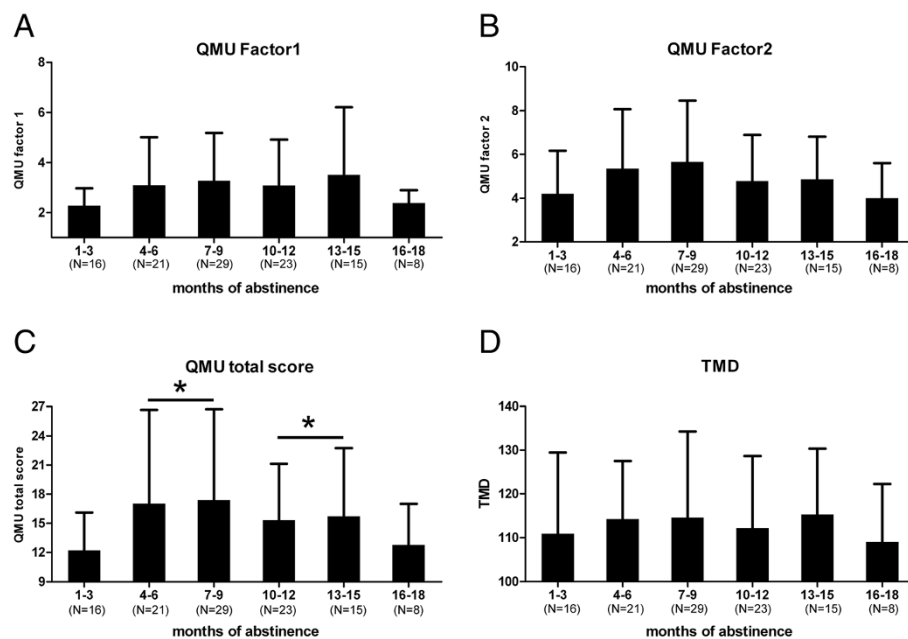 A
QMU Factor1
QMU factor 1
8
6
4
2
1-3 4-6 7-9 10-12 13-15 16-18
(N=16) (N=21) (N=29) (N=23) (N=15) (N=8)
months of abstinence
B
QMU Factor2
QMU factor 2
10
8
6
4
2
1-3 4-6 7-9 10-12 13-15 16-18
(N=16) (N=21) (N=29) (N=23) (N=15) (N=8)
months of abstinence
C
QMU total score
QMU total score
27
24
21
18
15
12
9
* *
1-3 4-6 7-9 10-12 13-15 16-18
(N=16) (N=21) (N=29) (N=23) (N=15) (N=8)
months of abstinence
D
TMD
TMD
140
130
120
110
100
1-3 4-6 7-9 10-12 13-15 16-18
(N=16) (N=21) (N=29) (N=23) (N=15) (N=8)
months of abstinence